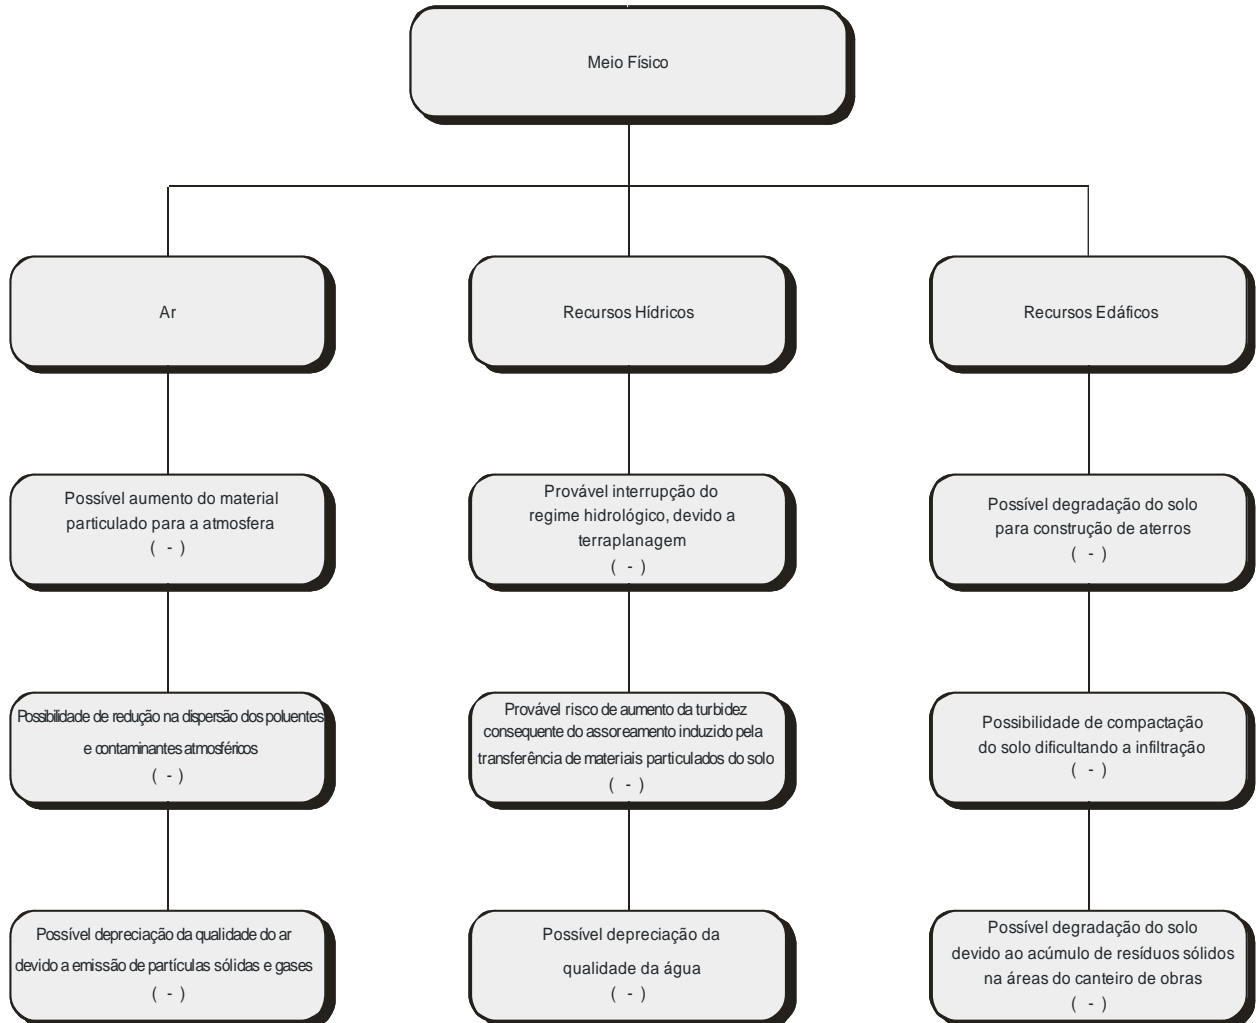 Meio Físico
Ar
Recursos Hídricos
Recursos Edáficos
Possível aumento do material
particulado para a atmosfera
( - )
Provável interrupção do
regime hidrológico, devido a
terraplanagem
( - )
Possível degradação do solo
para construção de aterros
( - )
Possibilidade de redução na dispersão dos poluentes
e contaminantes atmosféricos
( - )
Provável risco de aumento da turbidez
consequente do assoreamento induzido pela
transferência de materiais particulados do solo
( - )
Possibilidade de compactação
do solo dificultando a infiltração
( - )
Possível depreciação da qualidade do ar
devido a emissão de partículas sólidas e gases
( - )
Possível depreciação da
qualidade da água
( - )
Possível degradação do solo
devido ao acúmulo de resíduos sólidos
na áreas do canteiro de obras
( - )